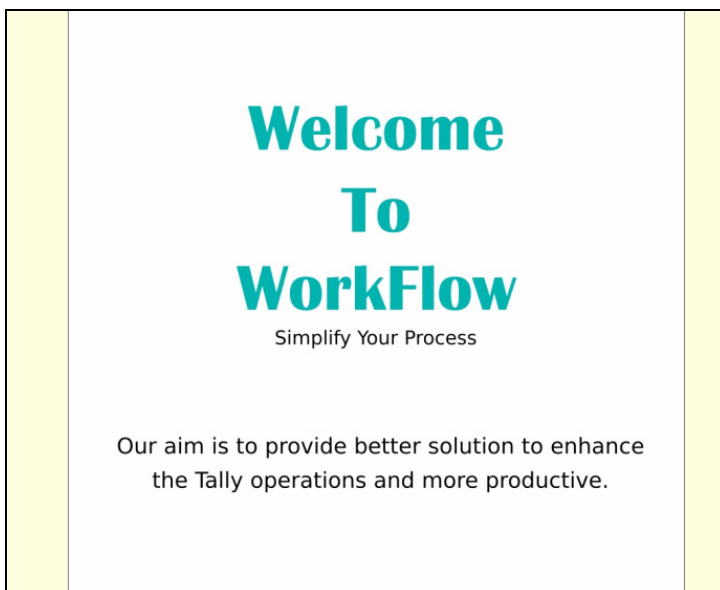 Welcome
To
WorkFlow
Simplify Your Process
Our aim is to provide better solution to enhance
the Tally operations and more productive.